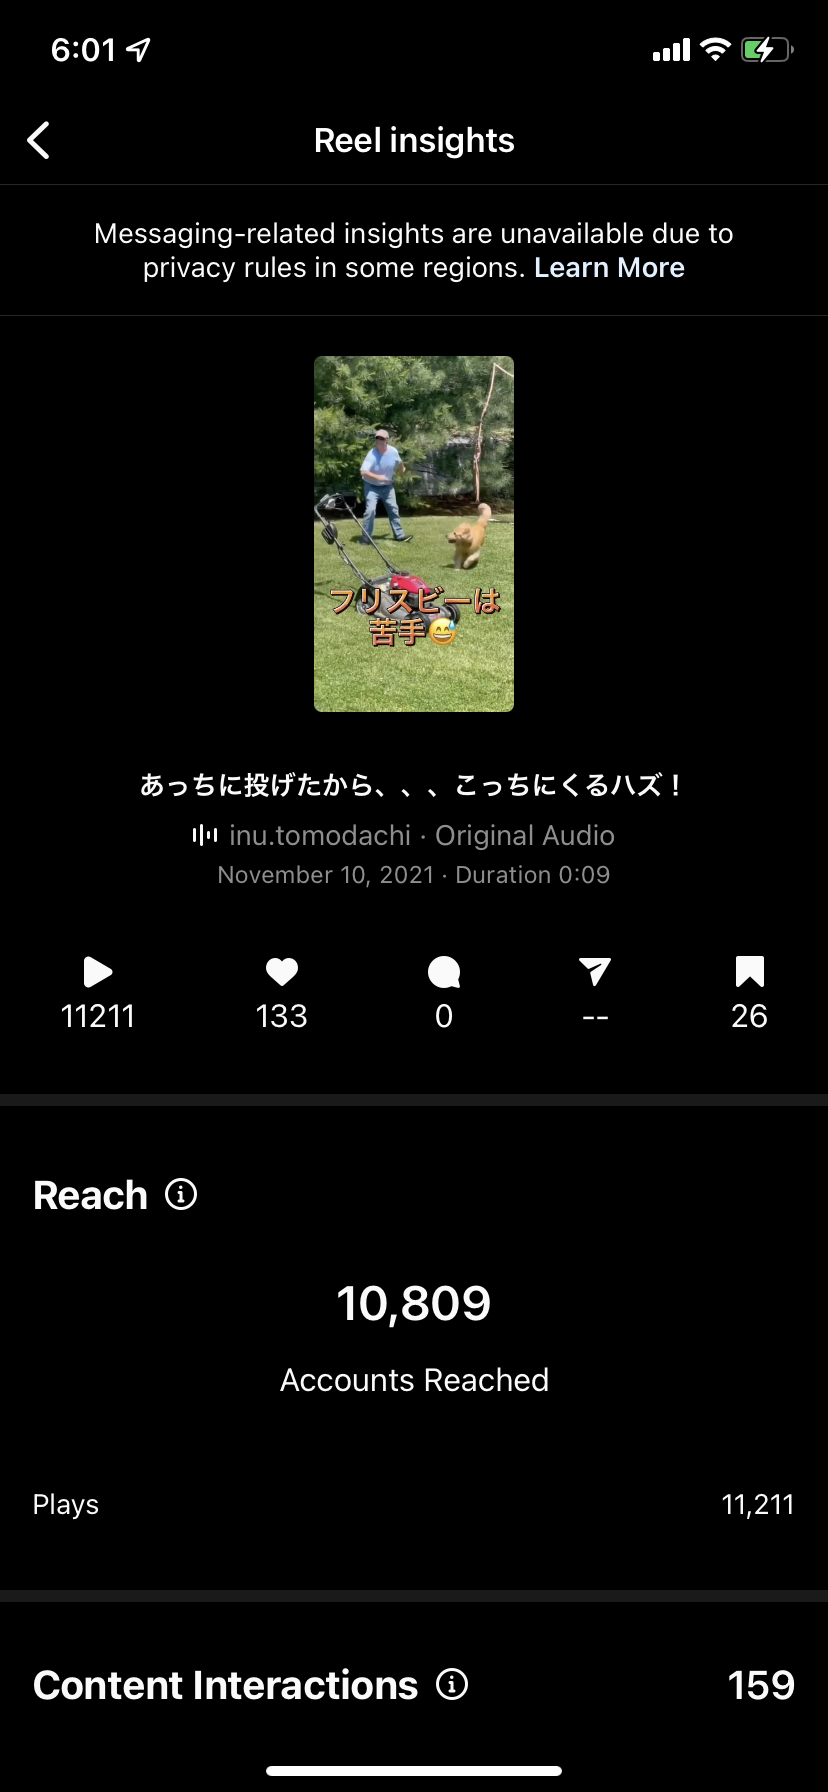 6:01
Reel insights
Messaging-related insights are unavailable due to
privacy rules in some regions. Learn More
フリスビーは
苦手😅
あっちに投げたから、、、こっちにくるハズ！
inu.tomodachi · Original Audio
November 10, 2021 · Duration 0:09
11211 133 0 -- 26
Reach
10,809
Accounts Reached
Plays 11,211
Content Interactions 159